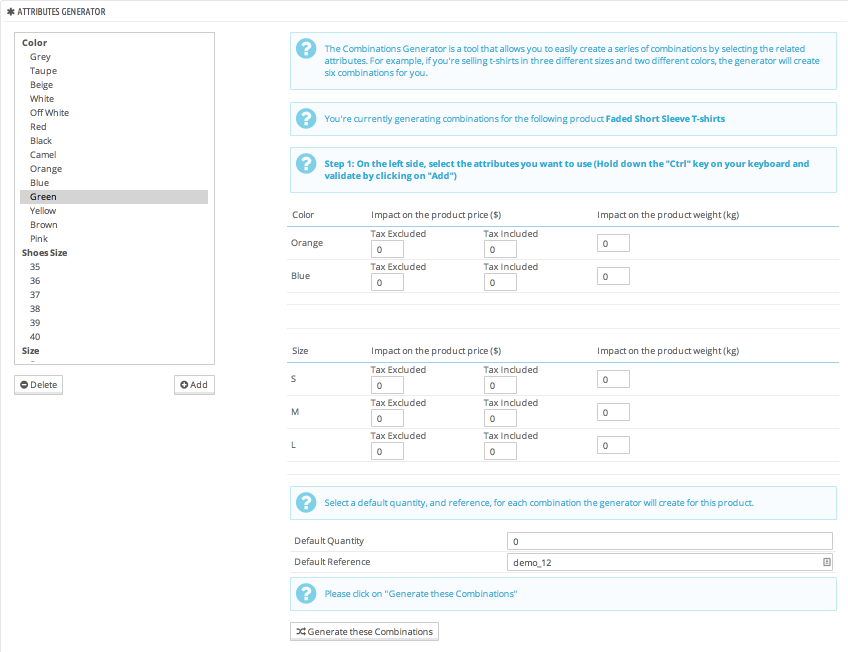 ATTRIBUTES GENERATOR
Color
Grey
Taupe
Beige
White
Off White
Red
Black
Camel
Orange
Blue
Green
Yellow
Brown
Pink
Shoes Size
35
36
37
38
39
40
Size
Delete
Add
The Combinations Generator is a tool that allows you to easily create a series of combinations by selecting the related
attributes. For example, if you're selling t-shirts in three different sizes and two different colors, the generator will create
six combinations for you.
You're currently generating combinations for the following product Faded Short Sleeve T-shirts
Step 1: On the left side, select the attributes you want to use (Hold down the "Ctrl" key on your keyboard and
validate by clicking on "Add")
Color Impact on the product price ($) Impact on the product weight (kg)
Tax Excluded Tax Included
Orange 0 0 0
Tax Excluded Tax Included
Blue 0 0 0
Size Impact on the product price ($) Impact on the product weight (kg)
Tax Excluded Tax Included
S 0 0 0
Tax Excluded Tax Included
M 0 0 0
Tax Excluded Tax Included
L 0 0 0
Select a default quantity, and reference, for each combination the generator will create for this product.
Default Quantity 0
Default Reference demo_12
Please click on "Generate these Combinations"
Generate these Combinations